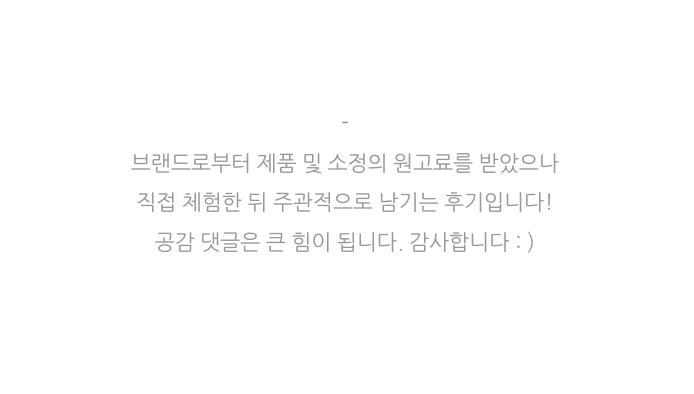 -
브랜드로부터 제품 및 소정의 원고료를 받았으나
직접 체험한 뒤 주관적으로 남기는 후기입니다!
공감 댓글은 큰 힘이 됩니다. 감사합니다 : )